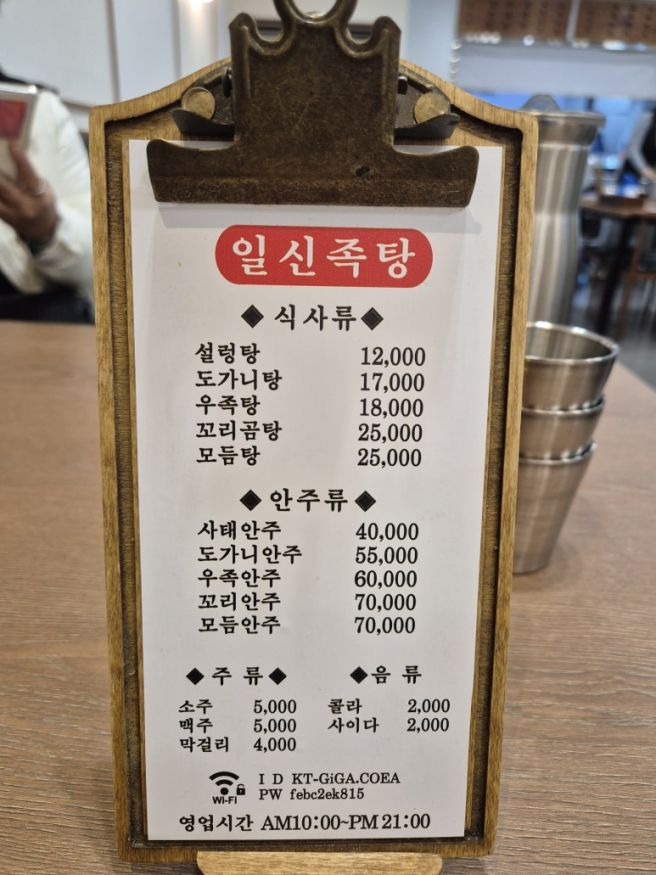 일신족탕
◆ 식사류 ◆
설렁탕 12,000
도가니탕 17,000
우족탕 18,000
꼬리곰탕 25,000
모듬탕 25,000
◆ 안주류 ◆
사태안주 40,000
도가니안주 55,000
우족안주 60,000
꼬리안주 70,000
모듬안주 70,000
◆ 주 류 ◆
소주 5,000
맥주 5,000
막걸리 4,000
◆ 음 류
콜라 2,000
사이다 2,000
WI-FI
I D KT-GiGA.COEA
PW febc2ek815
영업시간 AM10:00~PM21:00